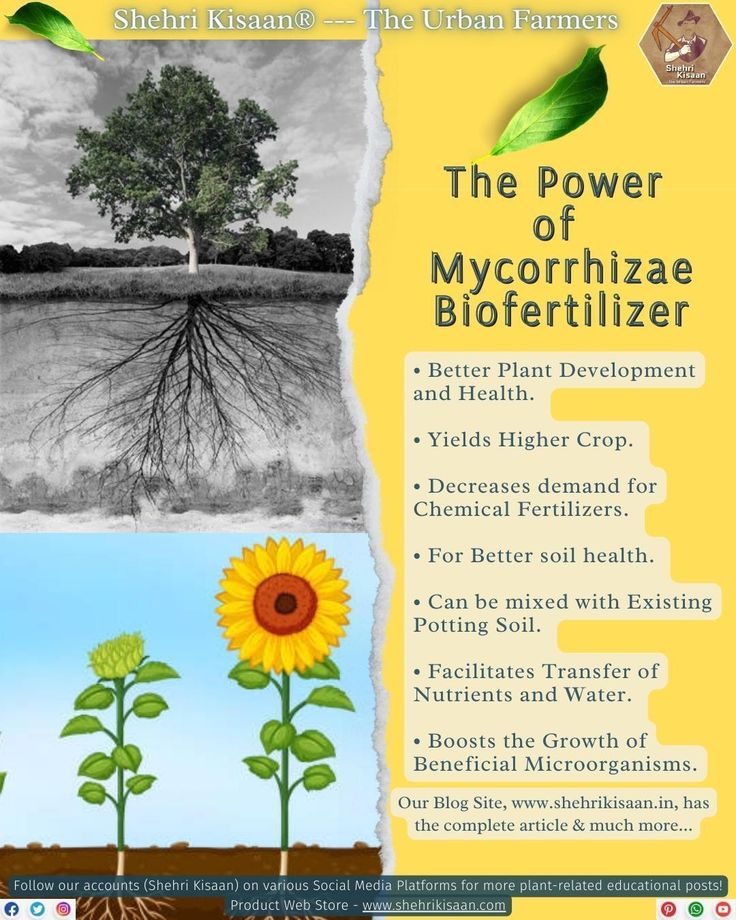 Shehri Kisaan® --- The Urban Farmers
Shehri
Kisaan
The Power
of
Mycorrhizae
Biofertilizer
• Better Plant Development
and Health.
• Yields Higher Crop.
• Decreases demand for
Chemical Fertilizers.
• For Better soil health.
• Can be mixed with Existing
Potting Soil.
• Facilitates Transfer of
Nutrients and Water.
• Boosts the Growth of
Beneficial Microorganisms.
Our Blog Site, www.shehrikisaan.in, has
the complete article & much more...
Follow our accounts (Shehri Kisaan) on various Social Media Platforms for more plant-related educational posts!
Product Web Store - www.shehrikisaan.com